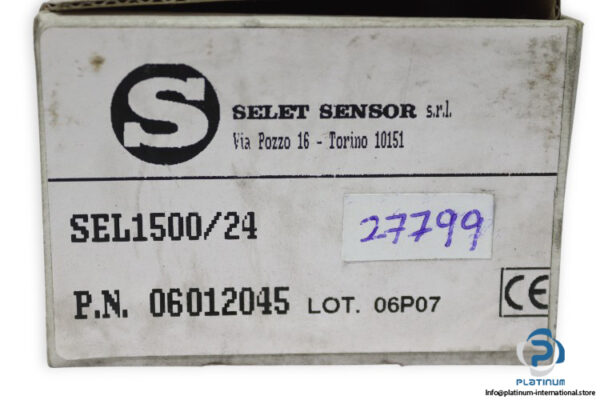 S
SELET SENSOR s.r.l.
Via Pozzo 16 - Torino 10151
SEL1500/24
27799
P.N. 06012045 LOT. 06P07
CE
PLATINUM
Info@platinum-international.store